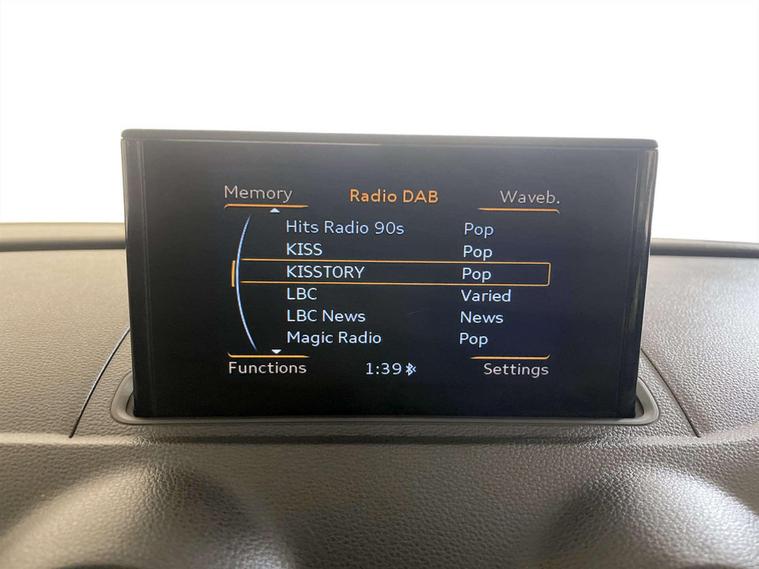 Memory Radio DAB Waveb.
Hits Radio 90s Pop
KISS Pop
KISSTORY Pop
LBC Varied
LBC News News
Magic Radio Pop
Functions 1:39 Settings